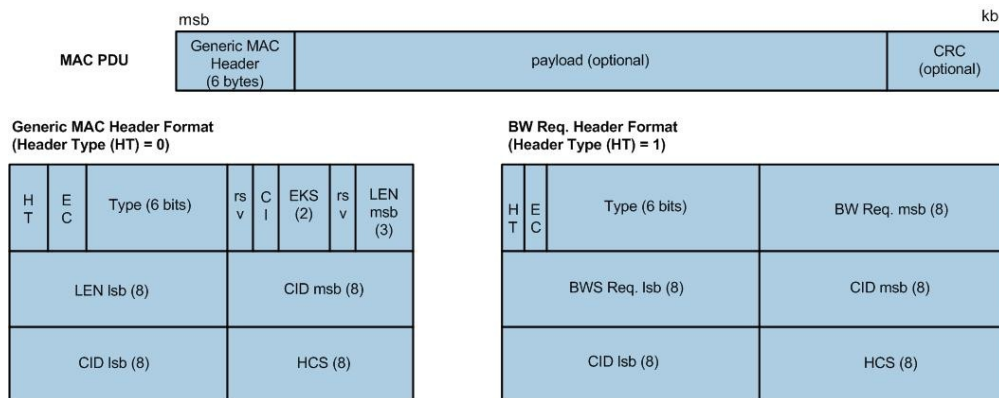 msb
kb
MAC PDU
Generic MAC
Header
(6 bytes)
payload (optional)
CRC
(optional)
Generic MAC Header Format
(Header Type (HT) = 0)
H
T
E
C
Type (6 bits)
rs
v
C
I
EKS
(2)
rs
v
LEN
msb
(3)
LEN lsb (8)
CID msb (8)
CID lsb (8)
HCS (8)
BW Req. Header Format
(Header Type (HT) = 1)
H
T
E
C
Type (6 bits)
BW Req. msb (8)
BWS Req. lsb (8)
CID msb (8)
CID lsb (8)
HCS (8)